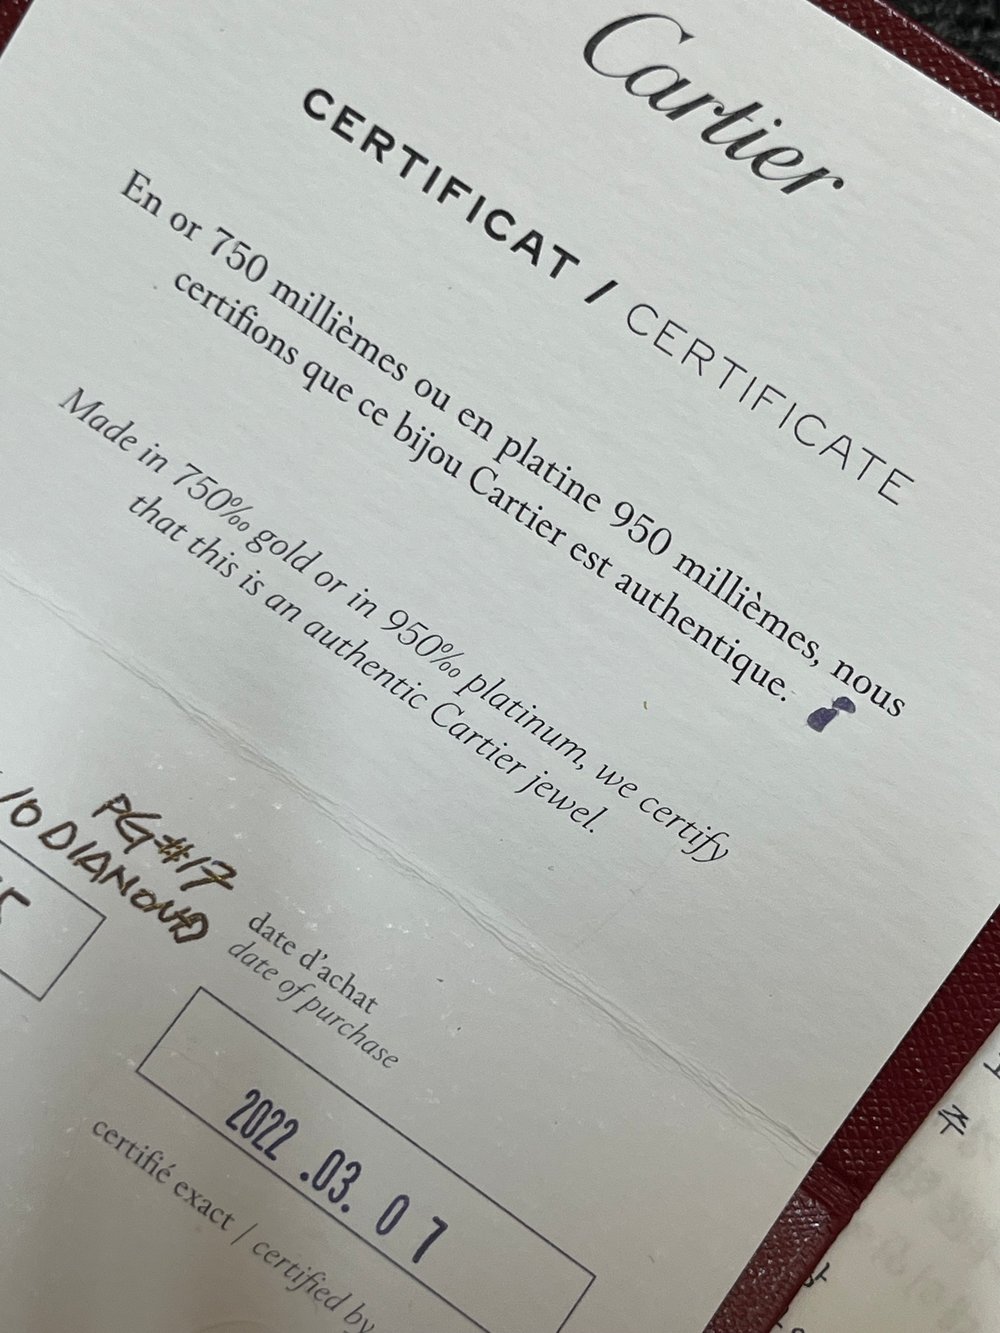 Cartier
CERTIFICAT / CERTIFICATE
En or 750 millièmes ou en platine 950 millièmes, nous
certifions que ce bijou Cartier est authentique.
Made in 750‰ gold or in 950‰ platinum, we certify
that this is an authentic Cartier jewel.
PG#17
10 DIAMOND
date d'achat
date of purchase
2022 .03. 07
certifié exact / certified by
주